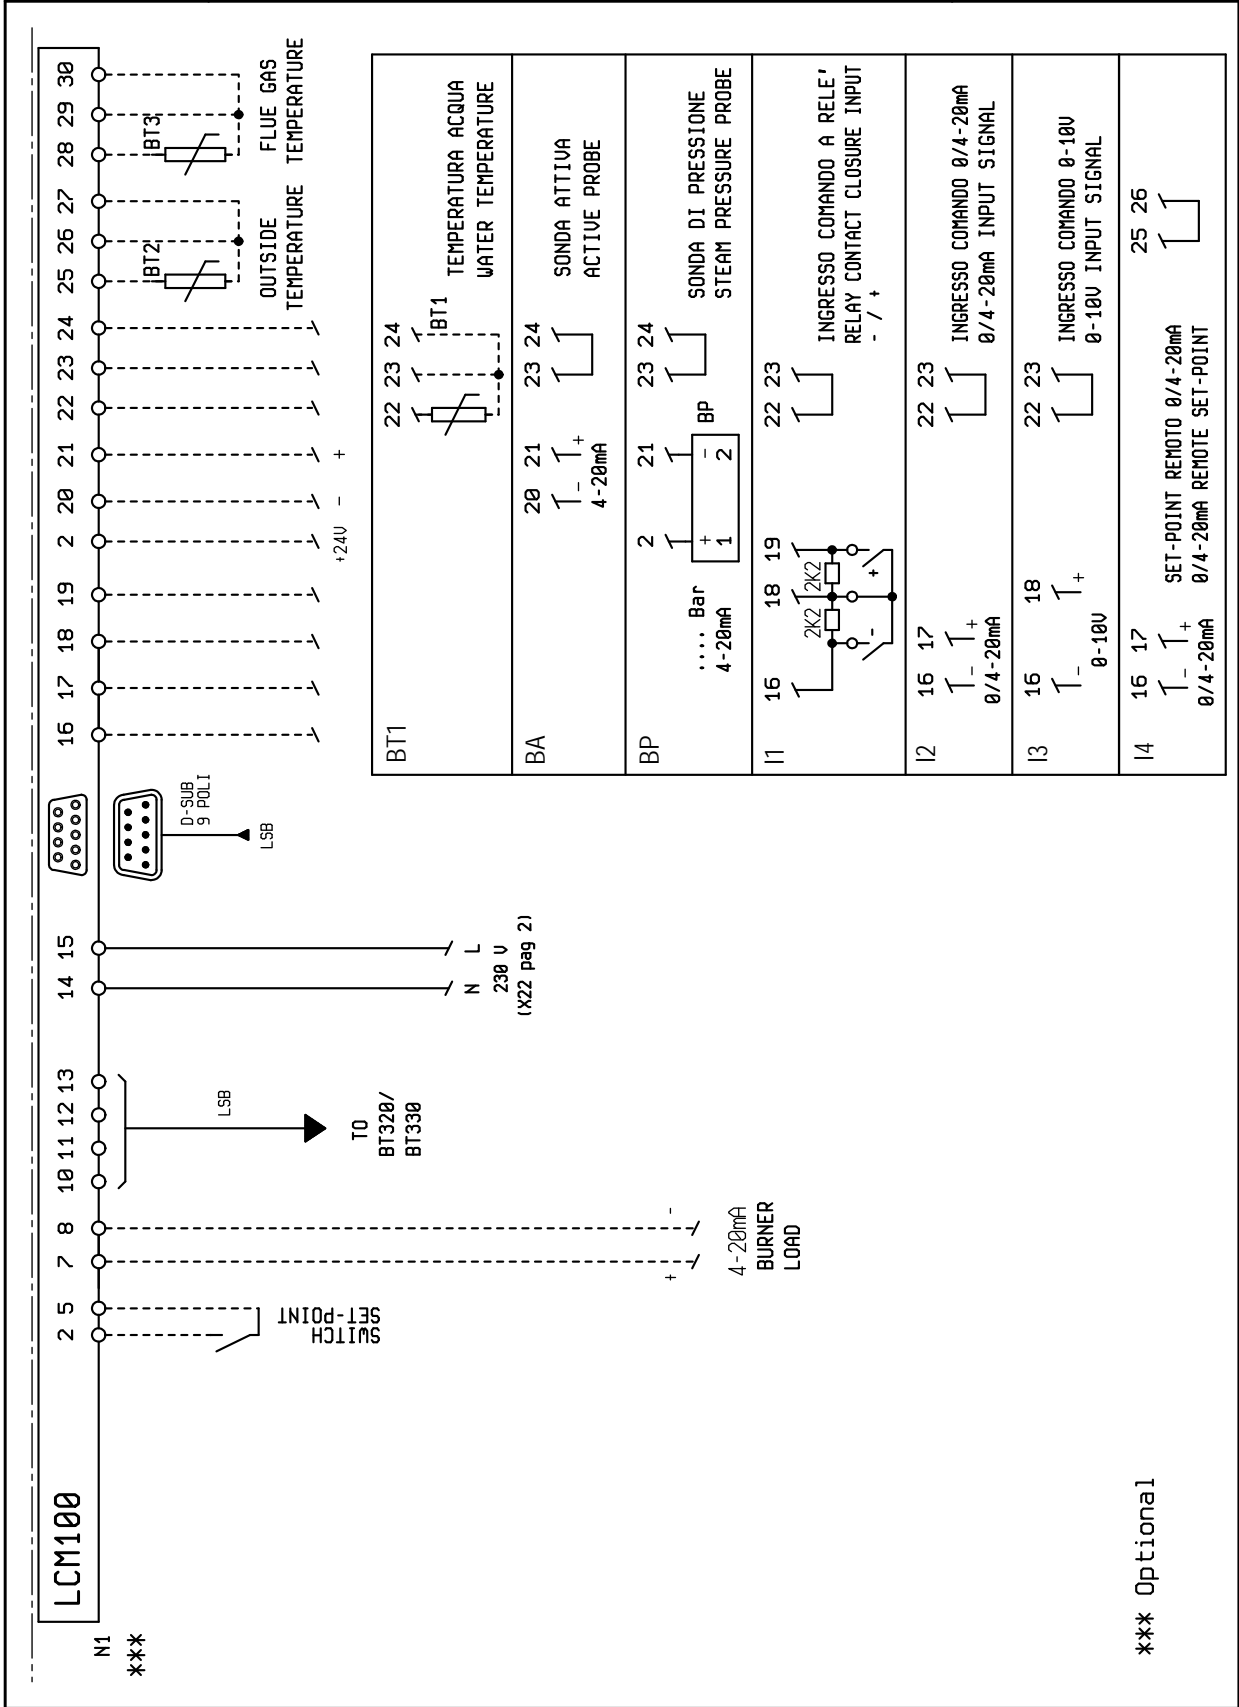 LCM100
N1
***
2 5 7 8 10 11 12 13 14 15 16 17 18 19 2 20 21 22 23 24 25 26 27 28 29 30
SWITCH
SET-POINT
+ -
4-20mA
BURNER
LOAD
LSB
TO
BT320/
BT330
N L
230 V
(X22 pag 2)
D-SUB
9 POLI
LSB
+24V - +
BT2
OUTSIDE
TEMPERATURE
BT3
FLUE GAS
TEMPERATURE
BT1
22 23 24
BT1
TEMPERATURA ACQUA
WATER TEMPERATURE
BA
20 21 23 24
- +
4-20mA
SONDA ATTIVA
ACTIVE PROBE
BP
.... Bar
4-20mA
2 21 23 24
+ -
1 2
BP
SONDA DI PRESSIONE
STEAM PRESSURE PROBE
I1
16 18 19 22 23
2K2 2K2
- +
INGRESSO COMANDO A RELE'
RELAY CONTACT CLOSURE INPUT
- / +
I2
16 17 22 23
- +
0/4-20mA
INGRESSO COMANDO 0/4-20mA
0/4-20mA INPUT SIGNAL
I3
16 18 22 23
- +
0-10V
INGRESSO COMANDO 0-10V
0-10V INPUT SIGNAL
I4
16 17 25 26
- +
0/4-20mA
SET-POINT REMOTO 0/4-20mA
0/4-20mA REMOTE SET-POINT
*** Optional